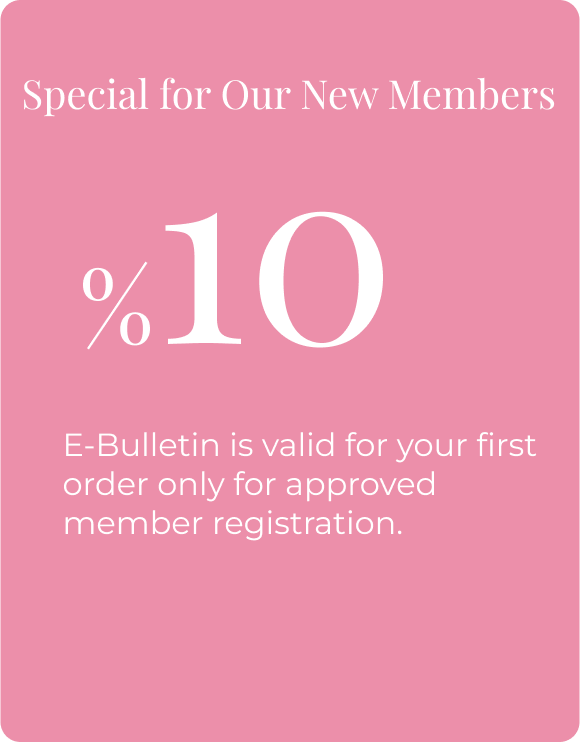 Special for Our New Members
%10
E-Bulletin is valid for your first
order only for approved
member registration.